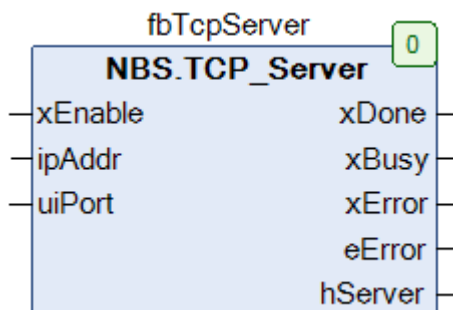 fbTcpServer
0
NBS.TCP_Server
xEnable xDone
ipAddr xBusy
uiPort xError
eError
hServer